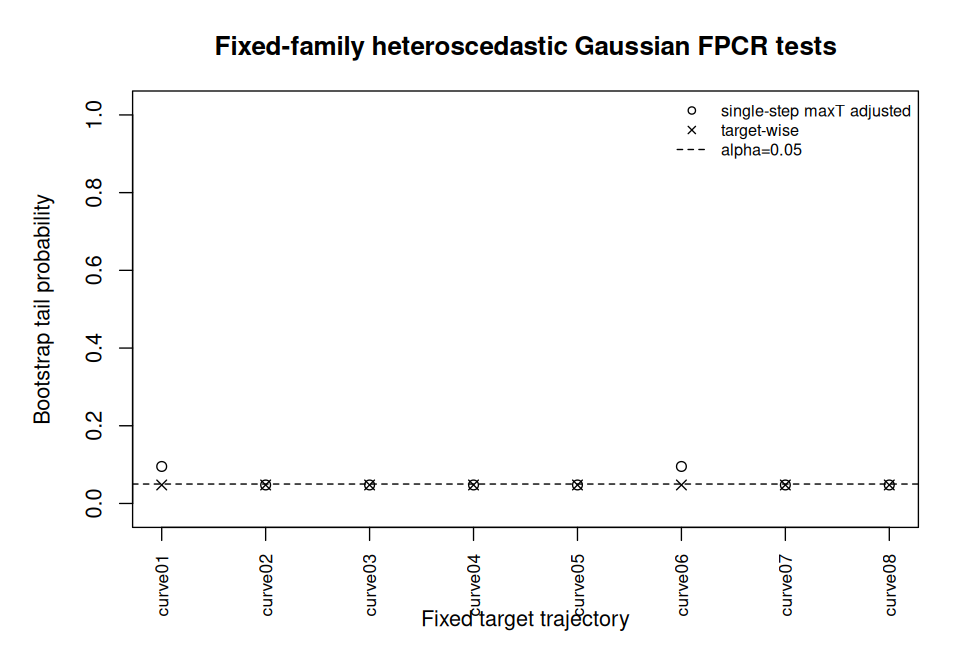 Fixed-family heteroscedastic Gaussian FPCR tests
single-step maxT adjusted
target-wise
alpha=0.05
Bootstrap tail probability
1.0
0.8
0.6
0.4
0.2
0.0
curve01
curve02
curve03
curve04
curve05
curve06
curve07
curve08
Fixed target trajectory